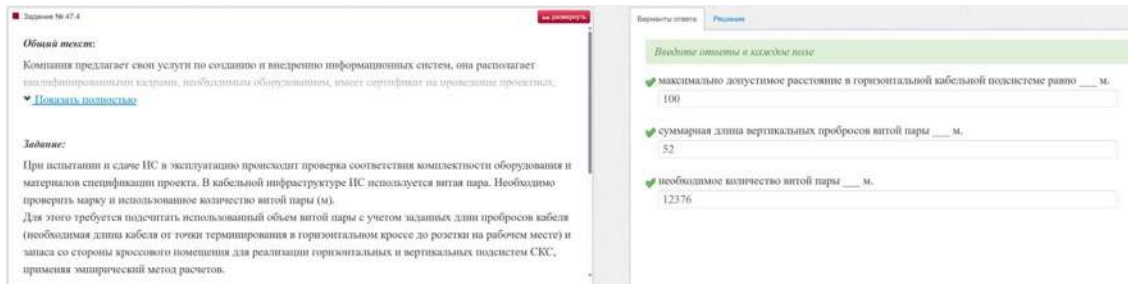 Задание № 47.4
развернуть
Общий текст:
Компания предлагает свои услуги по созданию и внедрению информационных систем, она располагает
квалифицированными кадрами, необходимым оборудованием, имеет сертификат на проведение проектных,
Показать полностью
Задание:
При испытании и сдаче ИС в эксплуатацию происходит проверка соответствия комплектности оборудования и
материалов спецификации проекта. В кабельной инфраструктуре ИС используется витая пара. Необходимо
проверить марку и использованное количество витой пары (м).
Для этого требуется подсчитать использованный объем витой пары с учетом заданных длин пробросов кабеля
(необходимая длина кабеля от точки терминирования в горизонтальном кроссе до розетки на рабочем месте) и
запаса со стороны кроссового помещения для реализации горизонтальных и вертикальных подсистем СКС,
применяя эмпирический метод расчетов.
Варианты ответа
Решение
Введите ответы в каждое поле
максимально допустимое расстояние в горизонтальной кабельной подсистеме равно ___ м.
100
суммарная длина вертикальных пробросов витой пары ___ м.
52
необходимое количество витой пары ___ м.
12376